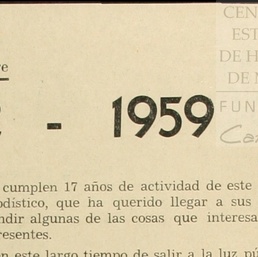 CEN
EST
DE H
DE M
FUN
re
- 1959
cumplen 17 años de actividad de este
odístico, que ha querido llegar a sus
ndir algunas de las cosas que interesa
resentes.
n este largo tiempo de salir a la luz pú